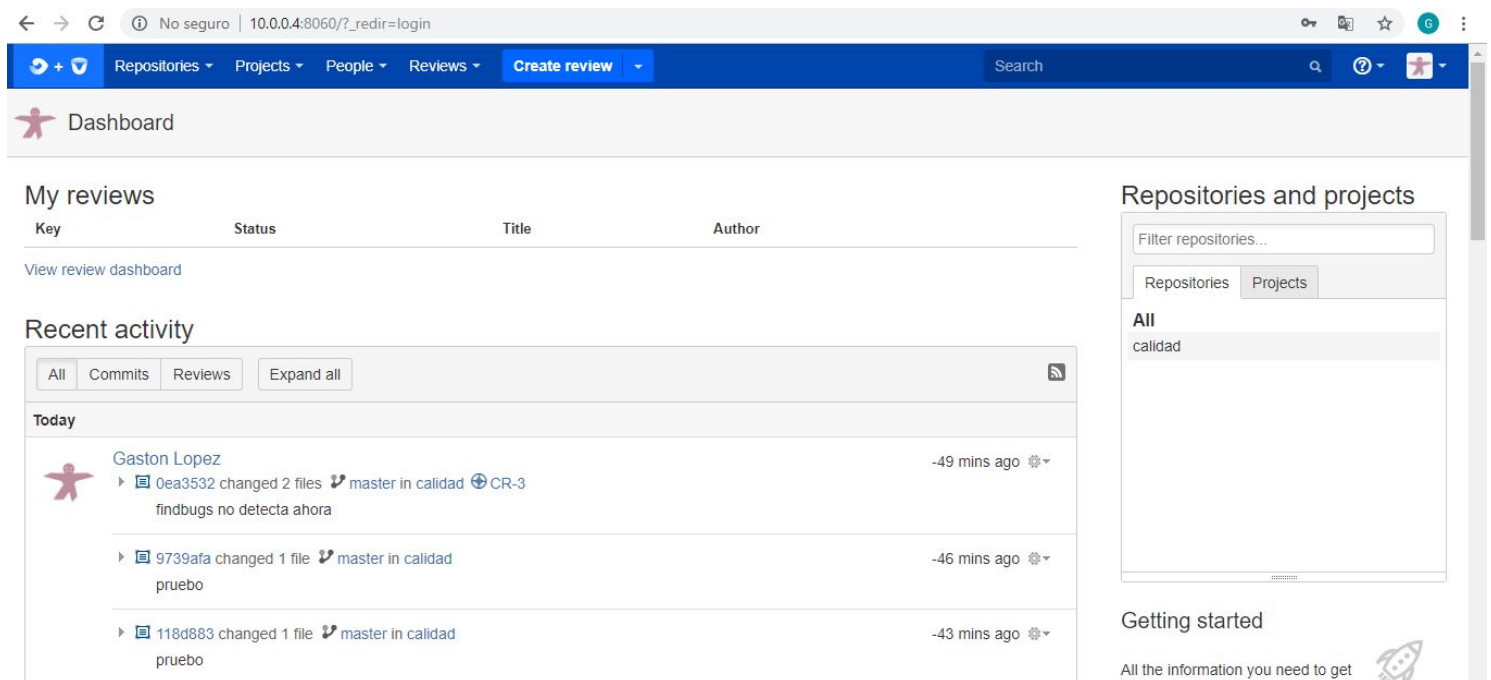 No seguro | 10.0.0.4:8060/?_redir=login
G
+ Repositories Projects People Reviews Create review Search
Dashboard
My reviews
Key Status Title Author
View review dashboard
Recent activity
All Commits Reviews Expand all
Today
Gaston Lopez -49 mins ago
0ea3532 changed 2 files master in calidad CR-3
findbugs no detecta ahora
9739afa changed 1 file master in calidad -46 mins ago
pruebo
118d883 changed 1 file master in calidad -43 mins ago
pruebo
Repositories and projects
Filter repositories...
Repositories Projects
All
calidad
Getting started
All the information you need to get